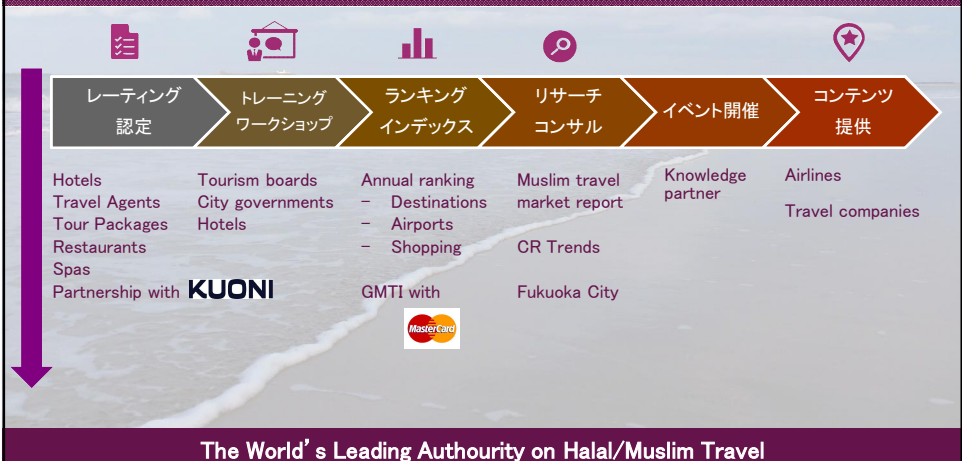 レーティング
認定
トレーニング
ワークショップ
ランキング
インデックス
リサーチ
コンサル
イベント開催
コンテンツ
提供
Hotels
Travel Agents
Tour Packages
Restaurants
Spas
Partnership with KUONI
Tourism boards
City governments
Hotels
Annual ranking
- Destinations
- Airports
- Shopping
GMTI with
MasterCard
Muslim travel
market report
CR Trends
Fukuoka City
Knowledge
partner
Airlines
Travel companies
The World's Leading Authourity on Halal/Muslim Travel